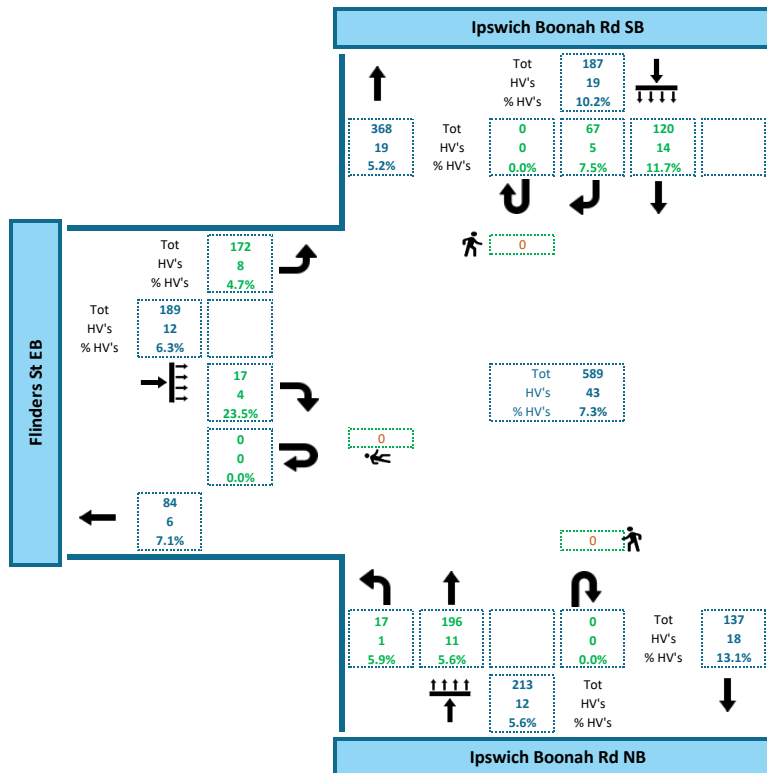 Ipswich Boonah Rd SB
Tot 187
HV's 19
% HV's 10.2%
368 Tot 0 67 120
19 HV's 0 5 14
5.2% % HV's 0.0% 7.5% 11.7%
Tot 172
HV's 8
% HV's 4.7%
0
Tot 189
HV's 12
% HV's 6.3%
Flinders St EB
17
4
23.5%
Tot 589
HV's 43
% HV's 7.3%
0
0
0.0%
0
84
6
7.1%
0
17 196 0 Tot 137
1 11 0 HV's 18
5.9% 5.6% 0.0% % HV's 13.1%
213 Tot
12 HV's
5.6% % HV's
Ipswich Boonah Rd NB